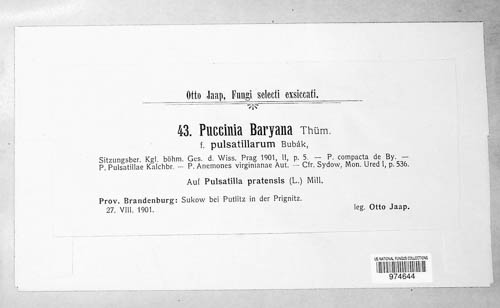 Otto Jaap, Fungi selecti exsiccati.
43. Puccinia Baryana Thüm.
f. pulsatillarum Bubák,
Sitzungsber. Kgl. böhm. Ges. d. Wiss. Prag 1901, II, p. 5. — P. compacta de By. —
P. Pulsatillae Kalchbr. — P. Anemones virginianae Aut. — Cfr. Sydow, Mon. Ured I, p. 536.
Auf Pulsatilla pratensis (L.) Mill.
Prov. Brandenburg: Sukow bei Putlitz in der Prignitz.
27. VIII. 1901.
leg. Otto Jaap.
US NATIONAL FUNGUS COLLECTIONS
974644